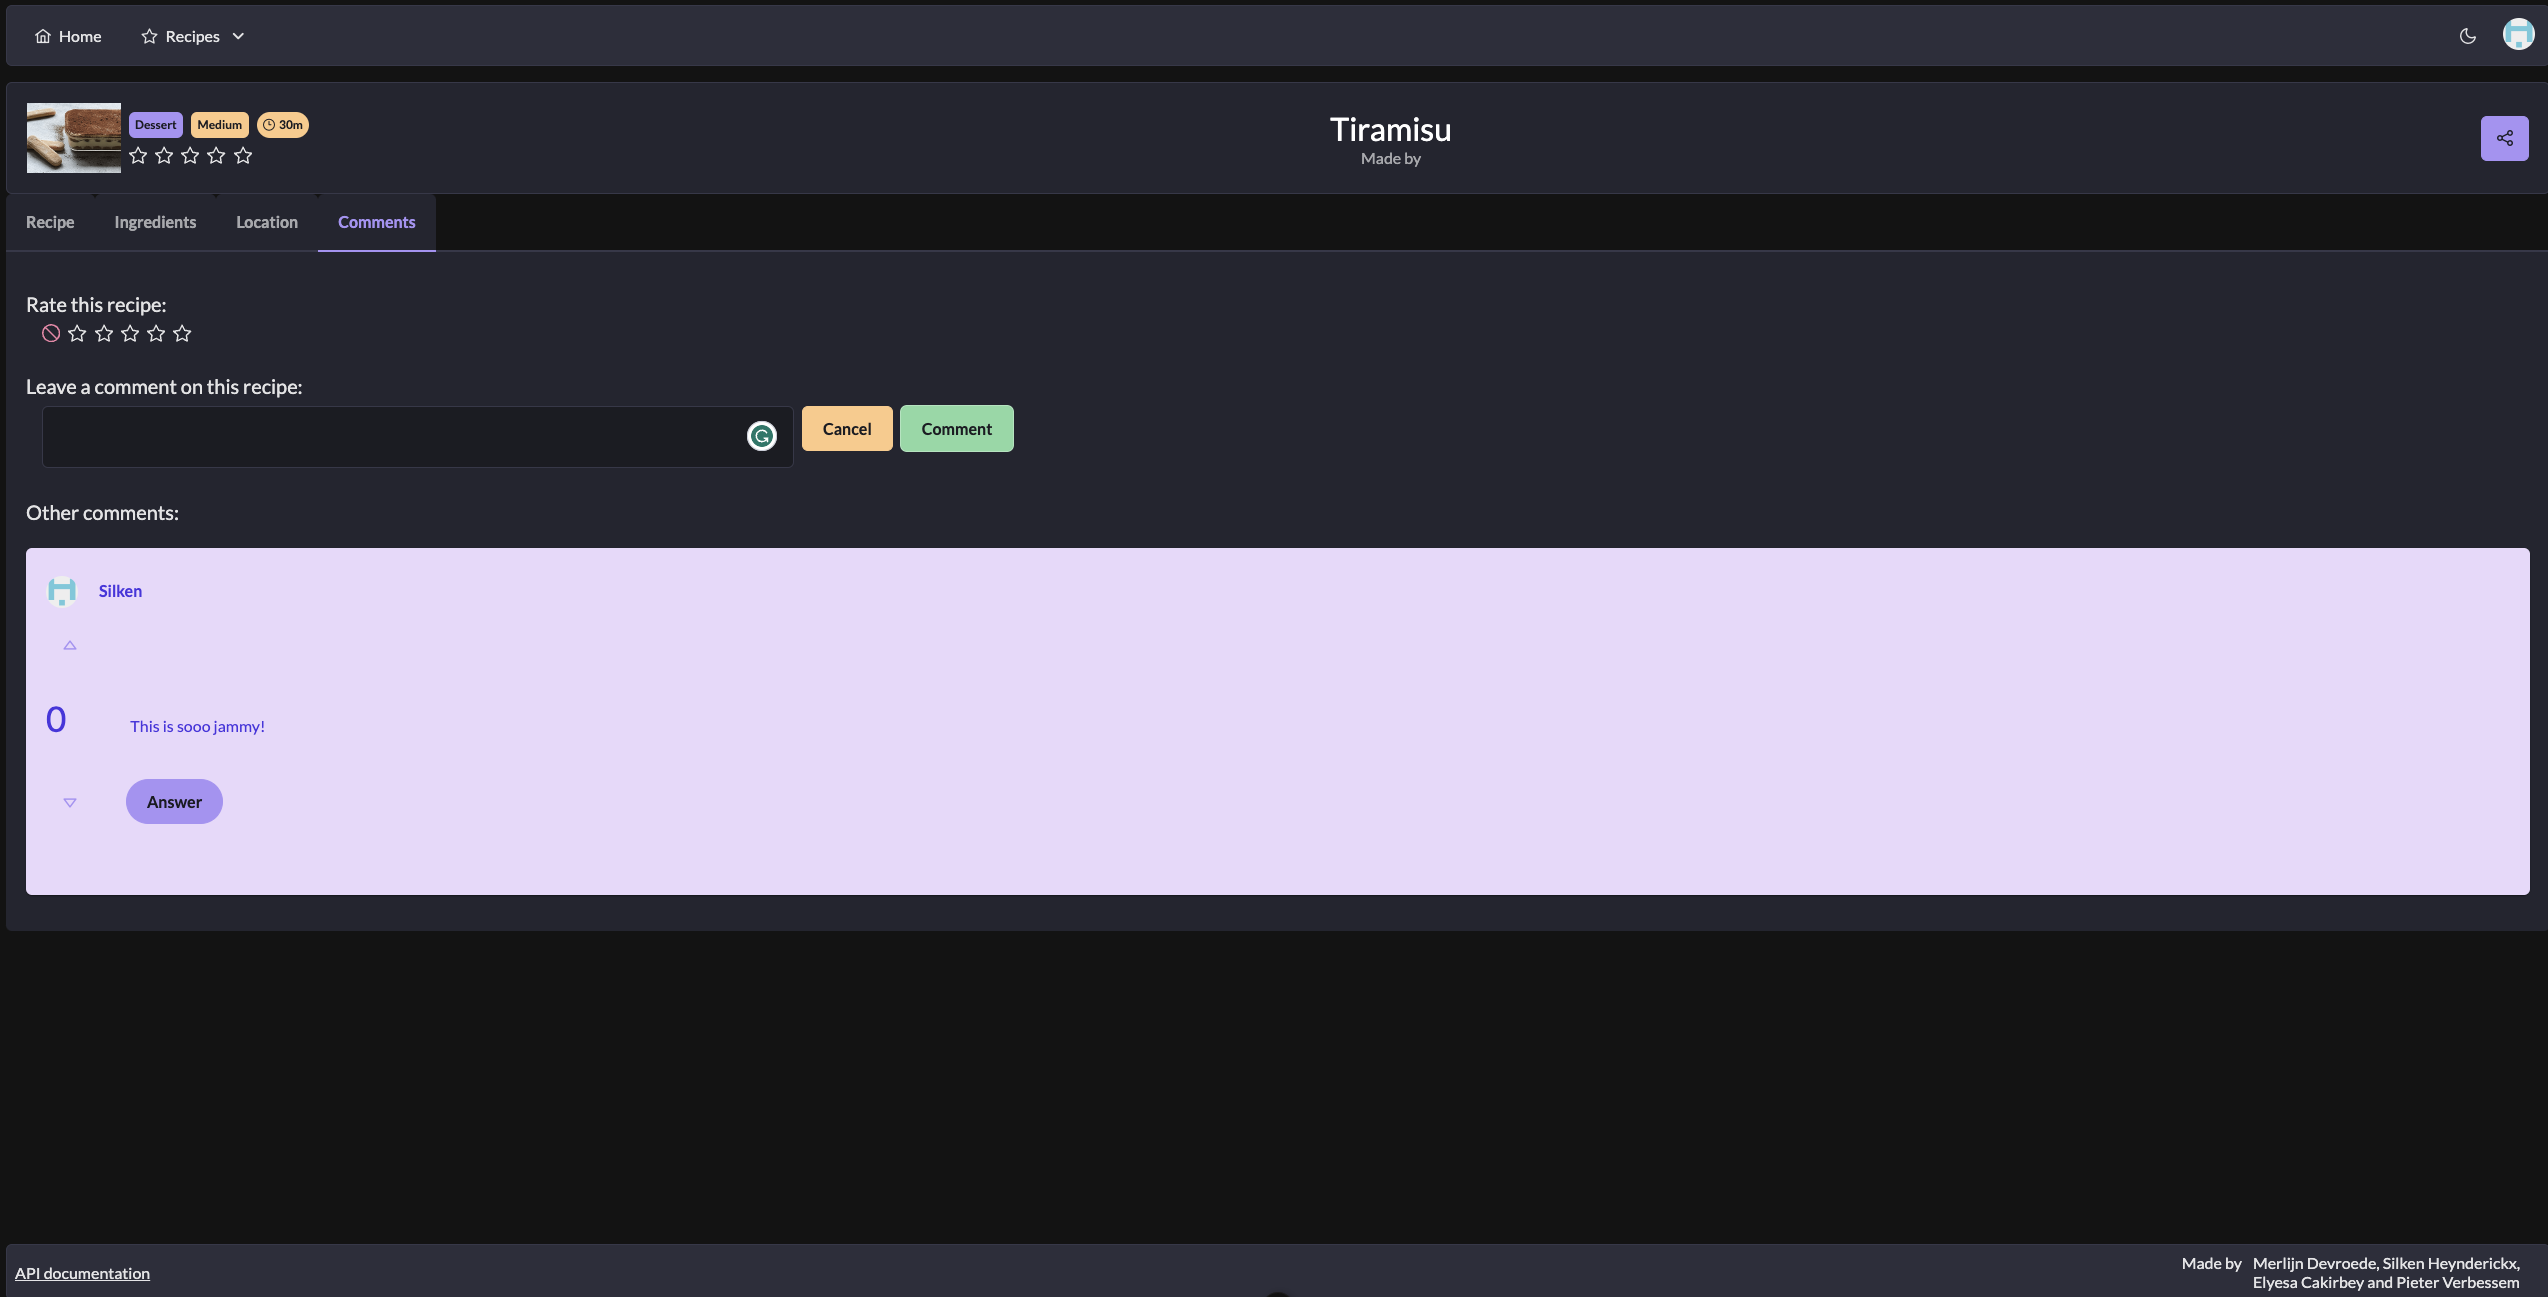 Home
Recipes
Dessert
Medium
30m
Tiramisu
Made by
Recipe
Ingredients
Location
Comments
Rate this recipe:
Leave a comment on this recipe:
Cancel
Comment
Other comments:
Silken
0
This is sooo jammy!
Answer
API documentation
Made by Merlijn Devroede, Silken Heynderickx,
Elyesa Cakirbey and Pieter Verbessem